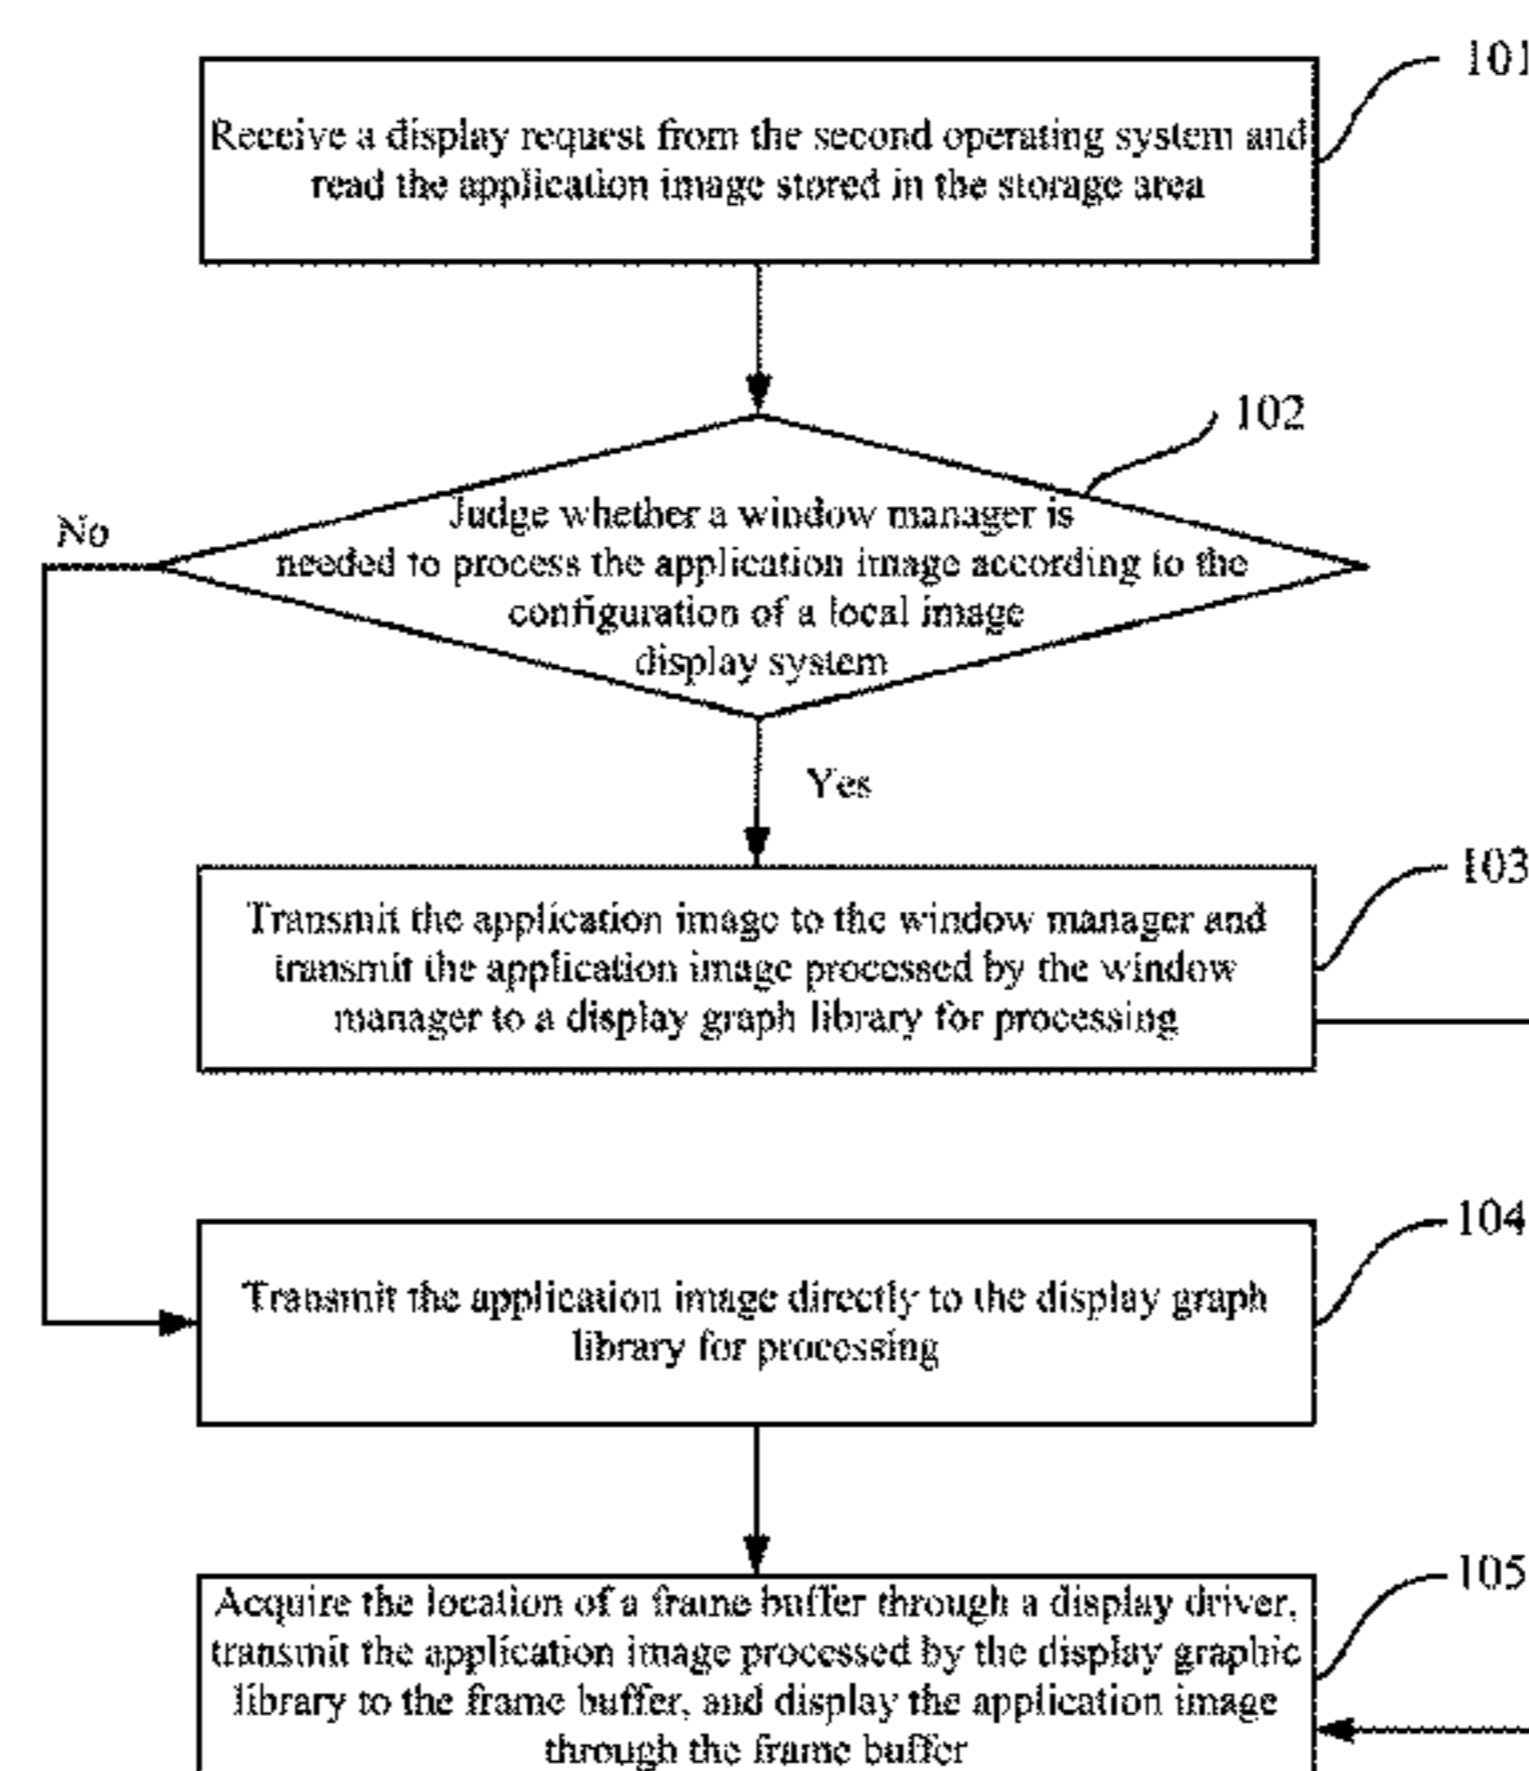 101
Receive a display request from the second operating system and
read the application image stored in the storage area
102
No
Judge whether a window manager is
needed to process the application image according to the
configuration of a local image
display system
Yes
103
Transmit the application image to the window manager and
transmit the application image processed by the window
manager to a display graph library for processing
104
Transmit the application image directly to the display graph
library for processing
105
Acquire the location of a frame buffer through a display driver,
transmit the application image processed by the display graphic
library to the frame buffer, and display the application image
through the frame buffer